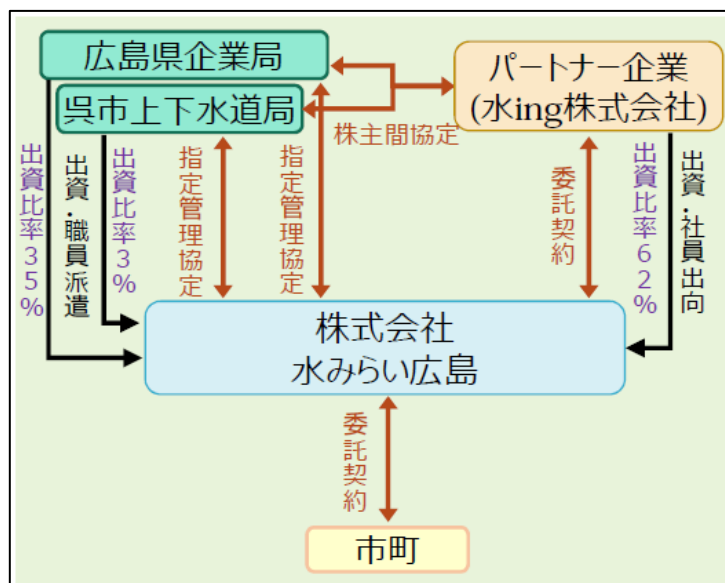 広島県企業局
呉市上下水道局
パートナー企業
(水ing株式会社)
株主間協定
出資比率35%
出資・職員派遣
出資比率3%
指定管理協定
指定管理協定
委託契約
出資比率62%
出資・社員出向
株式会社
水みらい広島
委託契約
市町